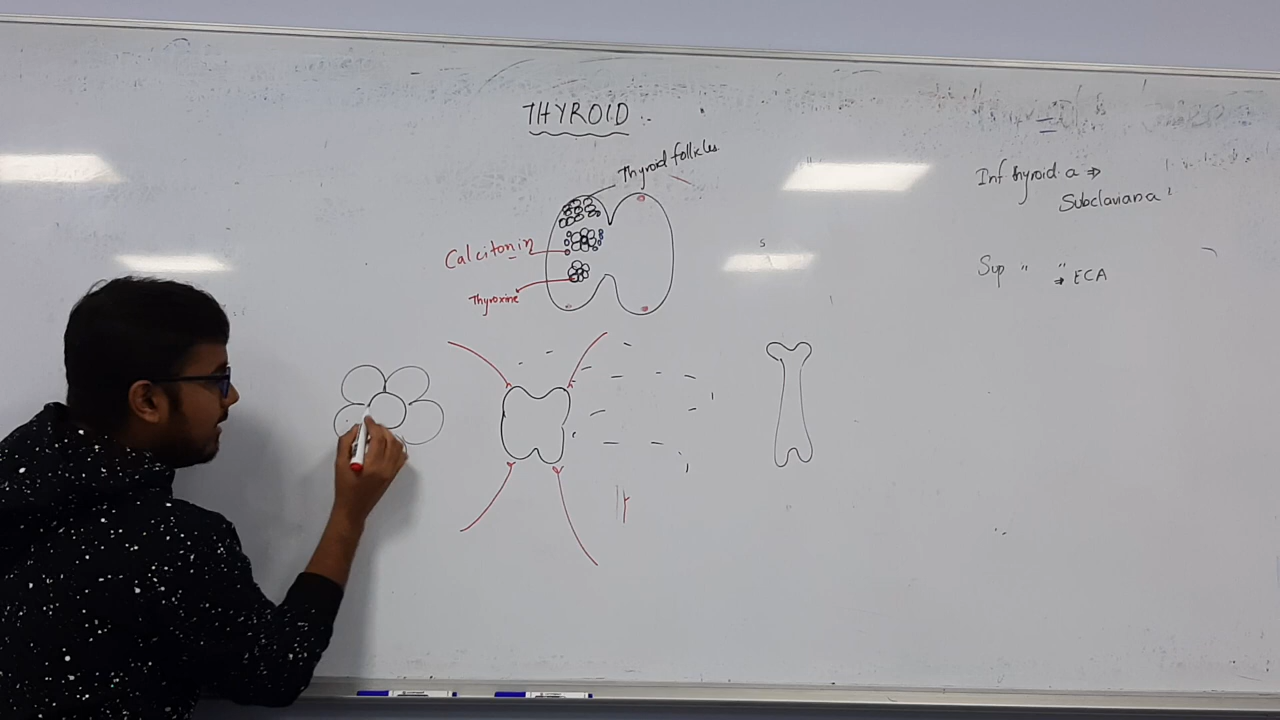 THYROID
Thyroid follicles
Calcitonin
Thyroxine
Inf thyroid.a ⇒
Subclavian a
Sup " "
⇒ ECA
s